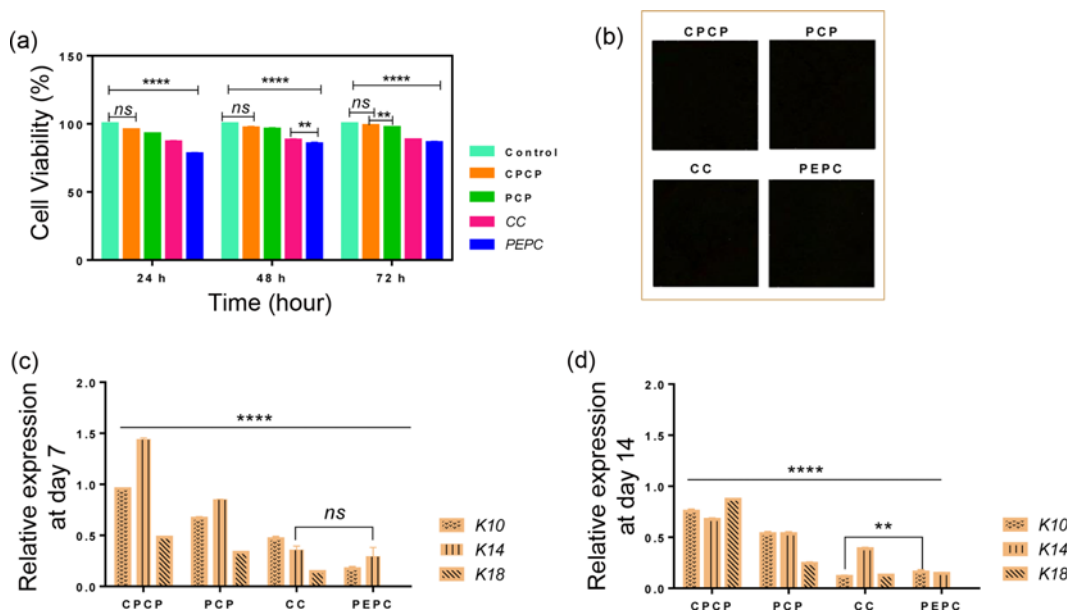 (a)
Cell Viability (%)
150
100
50
0
****
ns
****
ns
**
****
ns
**
24 h
48 h
72 h
Time (hour)
Control
CPCP
PCP
CC
PEPC
(b)
CPCP
PCP
CC
PEPC
(c)
Relative expression
at day 7
2.0
1.5
1.0
0.5
0.0
****
ns
CPCP
PCP
CC
PEPC
K10
K14
K18
(d)
Relative expression
at day 14
2.0
1.5
1.0
0.5
0.0
****
**
CPCP
PCP
CC
PEPC
K10
K14
K18